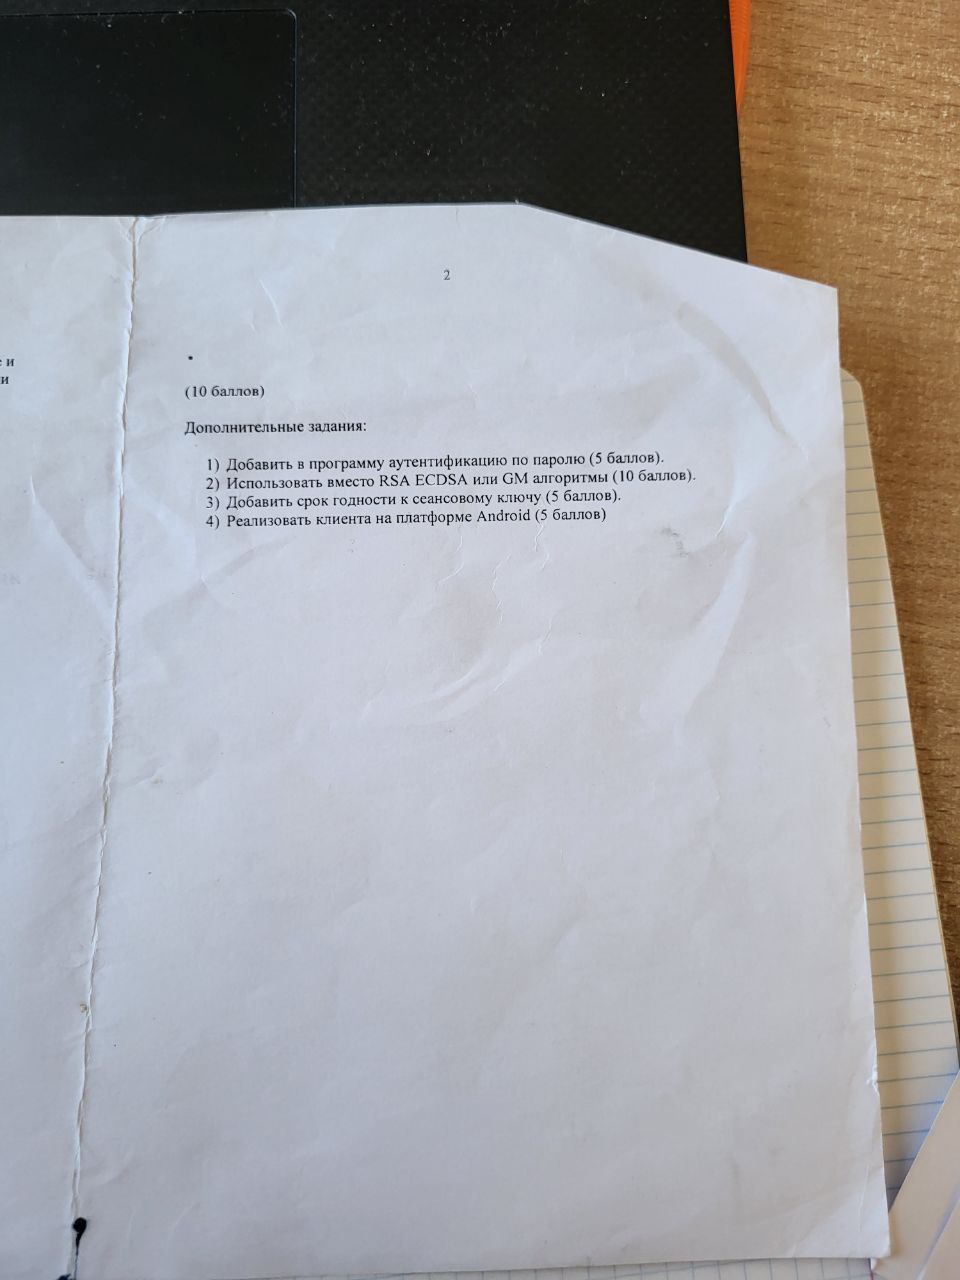 2
е и
и
(10 баллов)
Дополнительные задания:
1) Добавить в программу аутентификацию по паролю (5 баллов).
2) Использовать вместо RSA ECDSA или GM алгоритмы (10 баллов).
3) Добавить срок годности к сеансовому ключу (5 баллов).
4) Реализовать клиента на платформе Android (5 баллов)